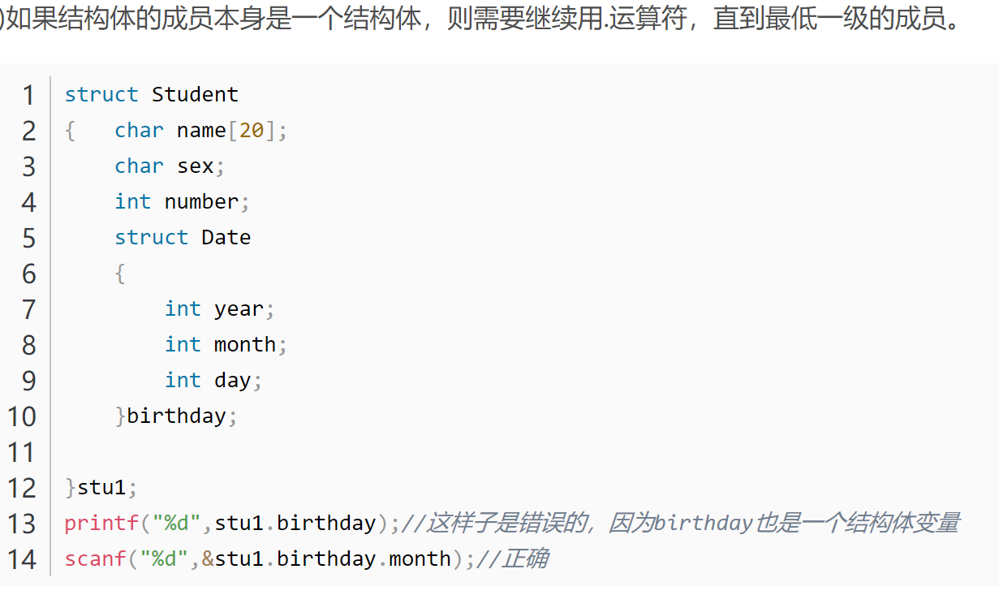 )如果结构体的成员本身是一个结构体，则需要继续用.运算符，直到最低一级的成员。
1 struct Student
2 {   char name[20];
3     char sex;
4     int number;
5     struct Date
6     {
7         int year;
8         int month;
9         int day;
10     }birthday;
11
12 }stu1;
13 printf("%d",stu1.birthday);//这样子是错误的，因为birthday也是一个结构体变量
14 scanf("%d",&stu1.birthday.month);//正确